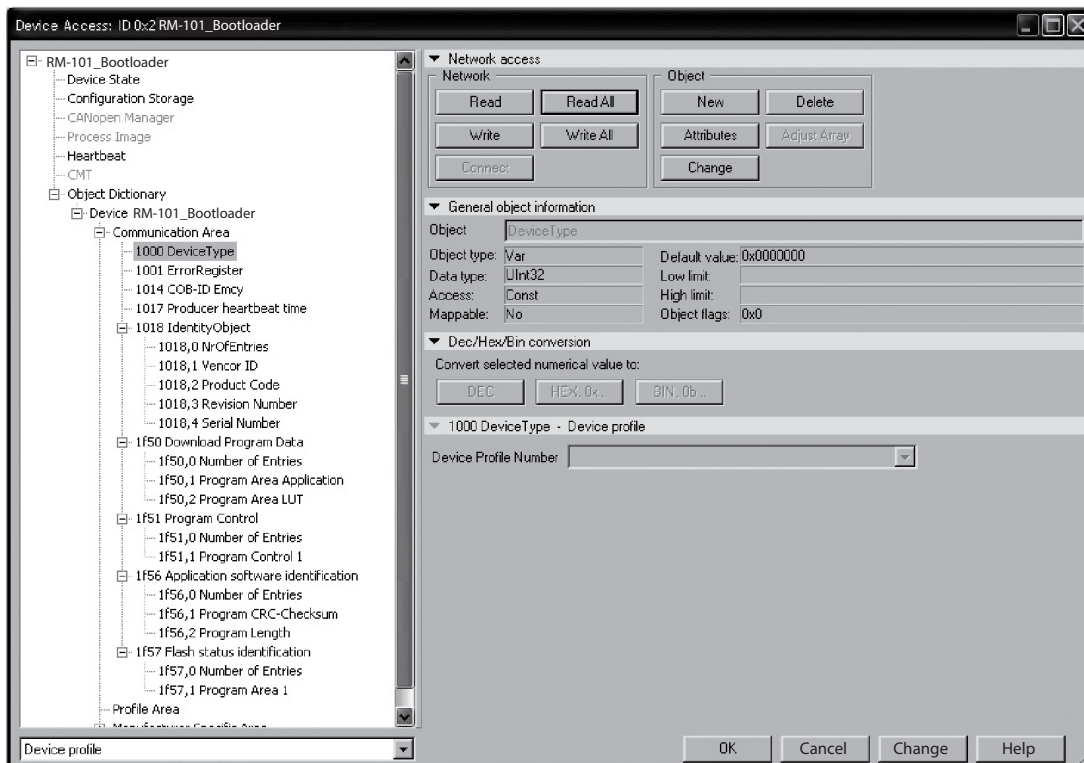 Device Access: ID 0x2 RM-101_Bootloader
RM-101_Bootloader
Device State
Configuration Storage
CANopen Manager
Process Image
Heartbeat
CMT
Object Dictionary
Device RM-101_Bootloader
Communication Area
1000 DeviceType
1001 ErrorRegister
1014 COB-ID Emcy
1017 Producer heartbeat time
1018 IdentityObject
1018,0 NrOfEntries
1018,1 Vencor ID
1018,2 Product Code
1018,3 Revision Number
1018,4 Serial Number
1f50 Download Program Data
1f50,0 Number of Entries
1f50,1 Program Area Application
1f50,2 Program Area LUT
1f51 Program Control
1f51,0 Number of Entries
1f51,1 Program Control 1
1f56 Application software identification
1f56,0 Number of Entries
1f56,1 Program CRC-Checksum
1f56,2 Program Length
1f57 Flash status identification
1f57,0 Number of Entries
1f57,1 Program Area 1
Profile Area
Manufacturer Specific Area
Device profile
Network access
Network
Read Read All
Write Write All
Connect
Object
New Delete
Attributes Adjust Array
Change
General object information
Object DeviceType
Object type: Var Default value: 0x0000000
Data type: UInt32 Low limit:
Access: Const High limit:
Mappable: No Object flags: 0x0
Dec/Hex/Bin conversion
Convert selected numerical value to:
DEC HEX, 0x... BIN, 0b...
1000 DeviceType - Device profile
Device Profile Number
OK Cancel Change Help